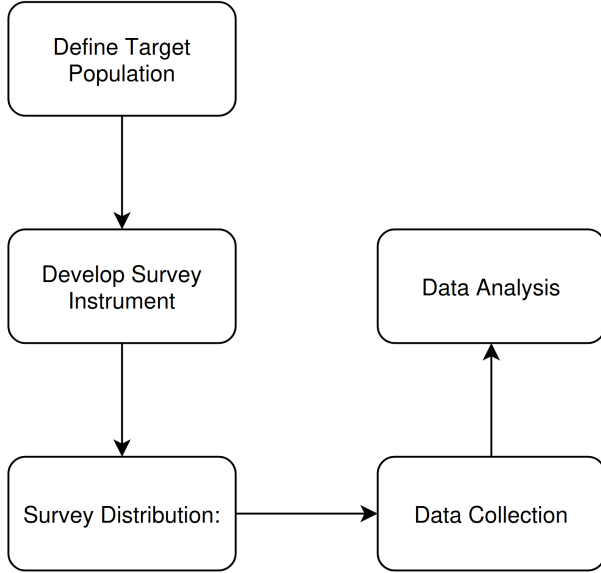 Define Target
Population
Develop Survey
Instrument
Survey Distribution:
Data Collection
Data Analysis